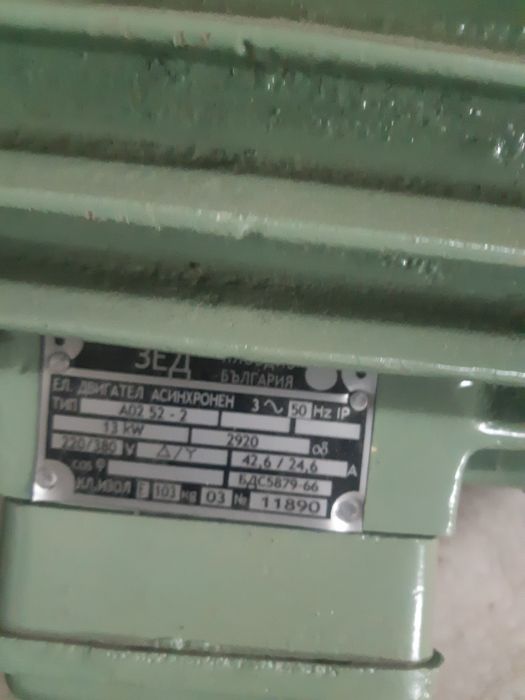 ЗЕД
БЪЛГАРИЯ
ЕЛ. ДВИГАТЕЛ АСИНХРОНЕН 3 ~ 50 Hz IP
ТИП АО2 52 - 2
13 kW 2920 об
220/380 V △/Y 42,6 / 24,6 A
cos φ БДС5879-66
КЛ.ИЗОЛ E 103 кg 03 № 11890